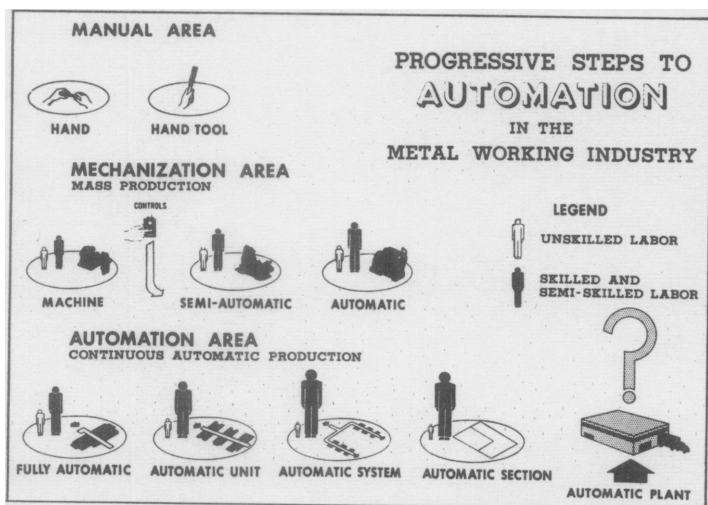 MANUAL AREA
HAND
HAND TOOL
PROGRESSIVE STEPS TO
AUTOMATION
IN THE
METAL WORKING INDUSTRY
MECHANIZATION AREA
MASS PRODUCTION
CONTROLS
MACHINE
SEMI-AUTOMATIC
AUTOMATIC
LEGEND
UNSKILLED LABOR
SKILLED AND
SEMI-SKILLED LABOR
AUTOMATION AREA
CONTINUOUS AUTOMATIC PRODUCTION
FULLY AUTOMATIC
AUTOMATIC UNIT
AUTOMATIC SYSTEM
AUTOMATIC SECTION
?
AUTOMATIC PLANT